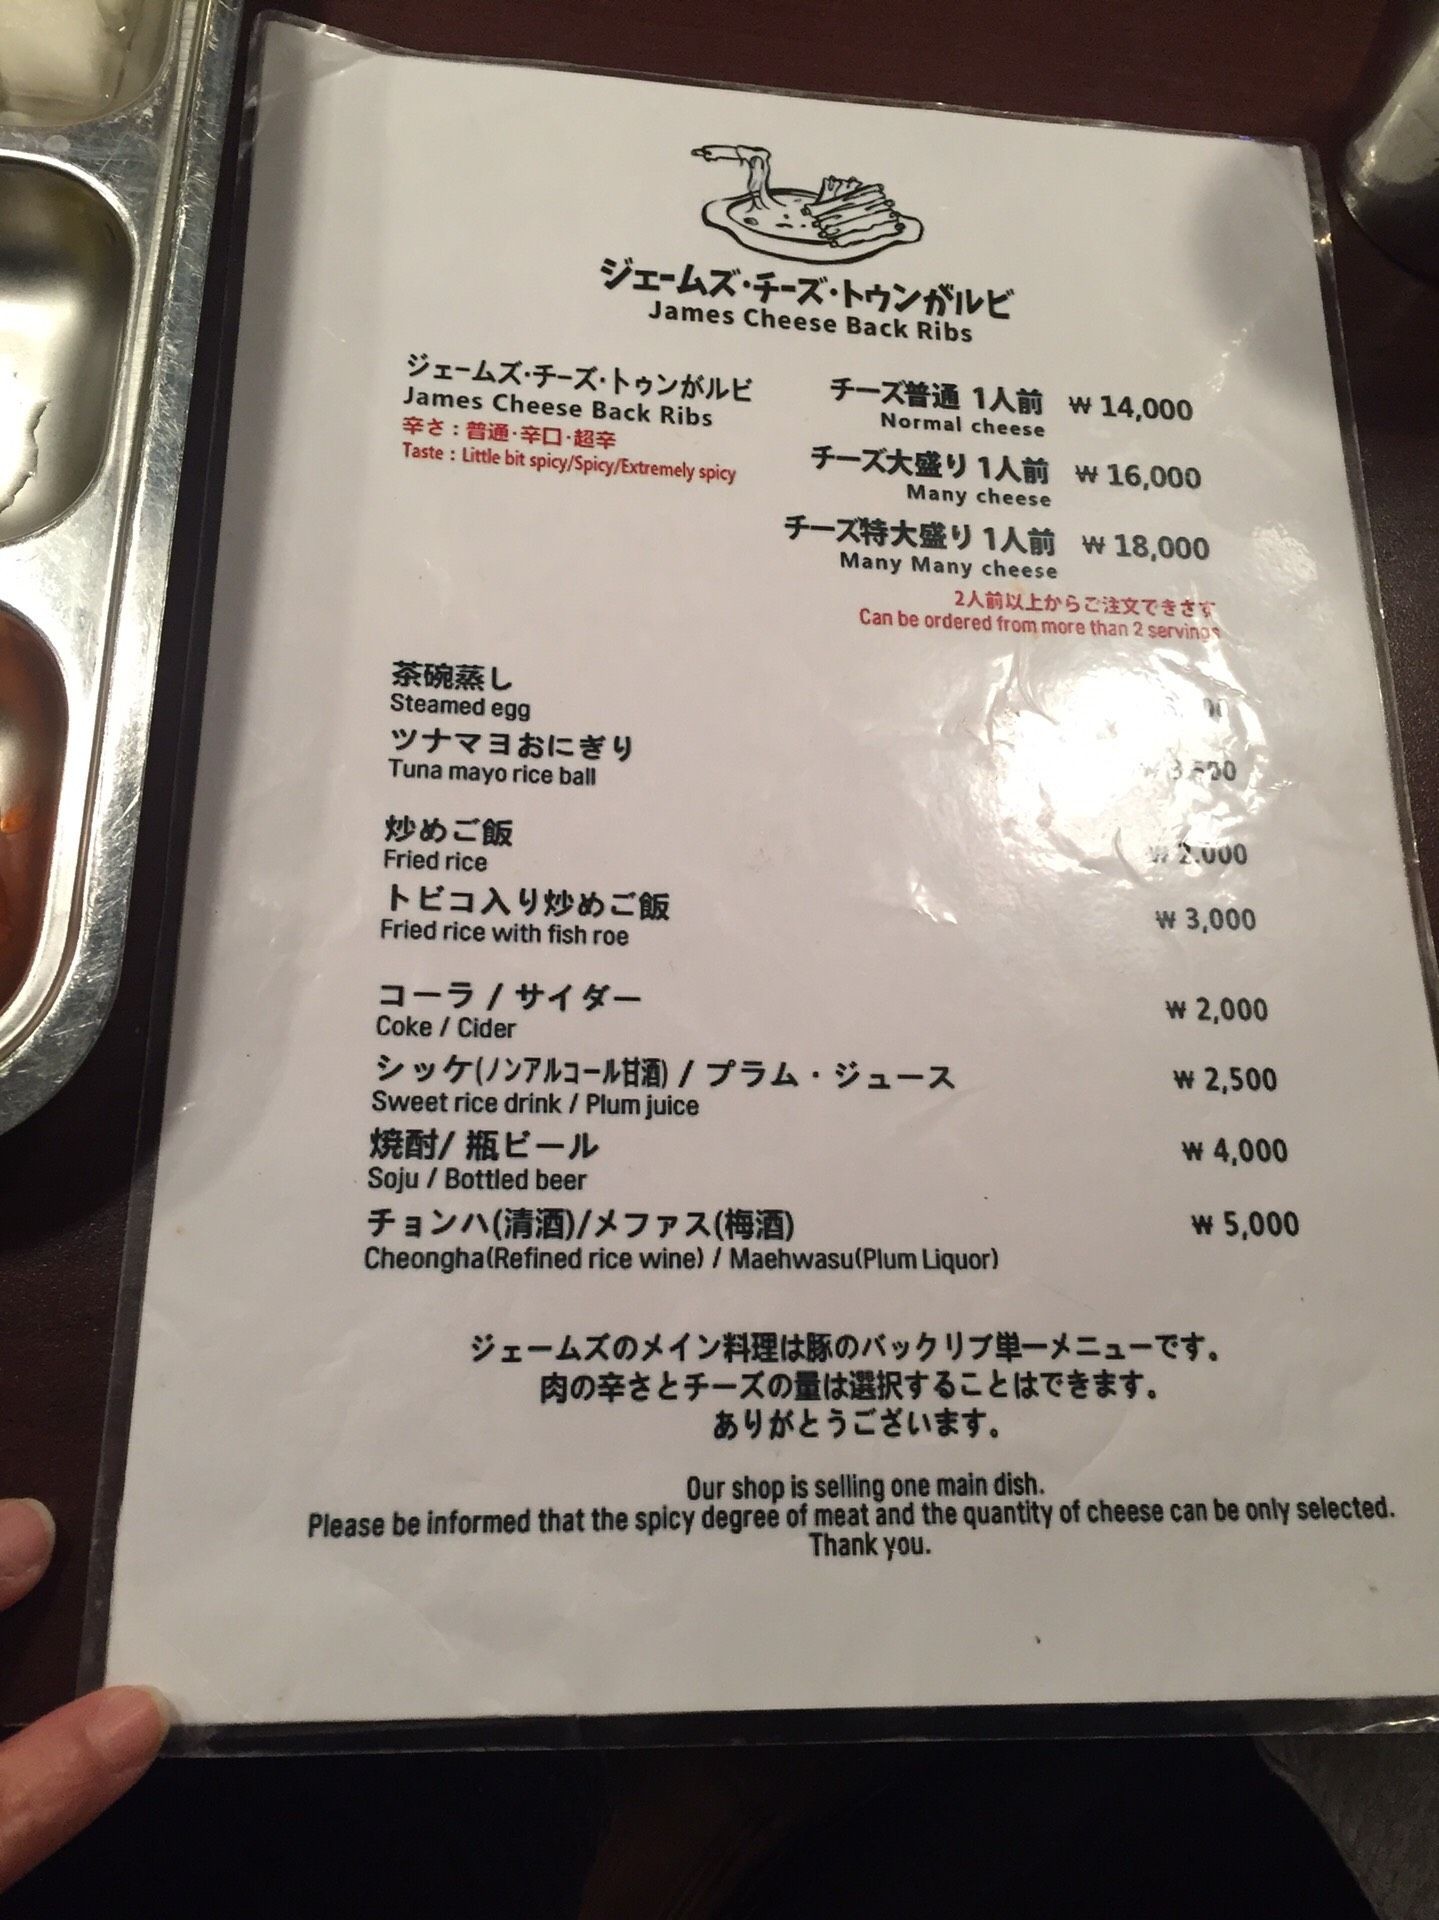 ジェームズ・チーズ・トゥンがルビ
James Cheese Back Ribs
ジェームズ・チーズ・トゥンがルビ
James Cheese Back Ribs
辛さ：普通・辛口・超辛
Taste : Little bit spicy/Spicy/Extremely spicy
チーズ普通 1人前 ₩ 14,000
Normal cheese
チーズ大盛り 1人前 ₩ 16,000
Many cheese
チーズ特大盛り 1人前 ₩ 18,000
Many Many cheese
2人前以上からご注文できさす
Can be ordered from more than 2 servings
茶碗蒸し
Steamed egg
ツナマヨおにぎり
Tuna mayo rice ball
炒めご飯 ₩ 2.000
Fried rice
トビコ入り炒めご飯 ₩ 3,000
Fried rice with fish roe
コーラ / サイダー ₩ 2,000
Coke / Cider
シッケ(ノンアルコール甘酒) / プラム・ジュース ₩ 2,500
Sweet rice drink / Plum juice
焼酎/ 瓶ビール ₩ 4,000
Soju / Bottled beer
チョンハ(清酒)/メファス(梅酒) ₩ 5,000
Cheongha(Refined rice wine) / Maehwasu(Plum Liquor)
ジェームズのメイン料理は豚のバックリブ単一メニューです。
肉の辛さとチーズの量は選択することはできます。
ありがとうございます。
Our shop is selling one main dish.
Please be informed that the spicy degree of meat and the quantity of cheese can be only selected.
Thank you.